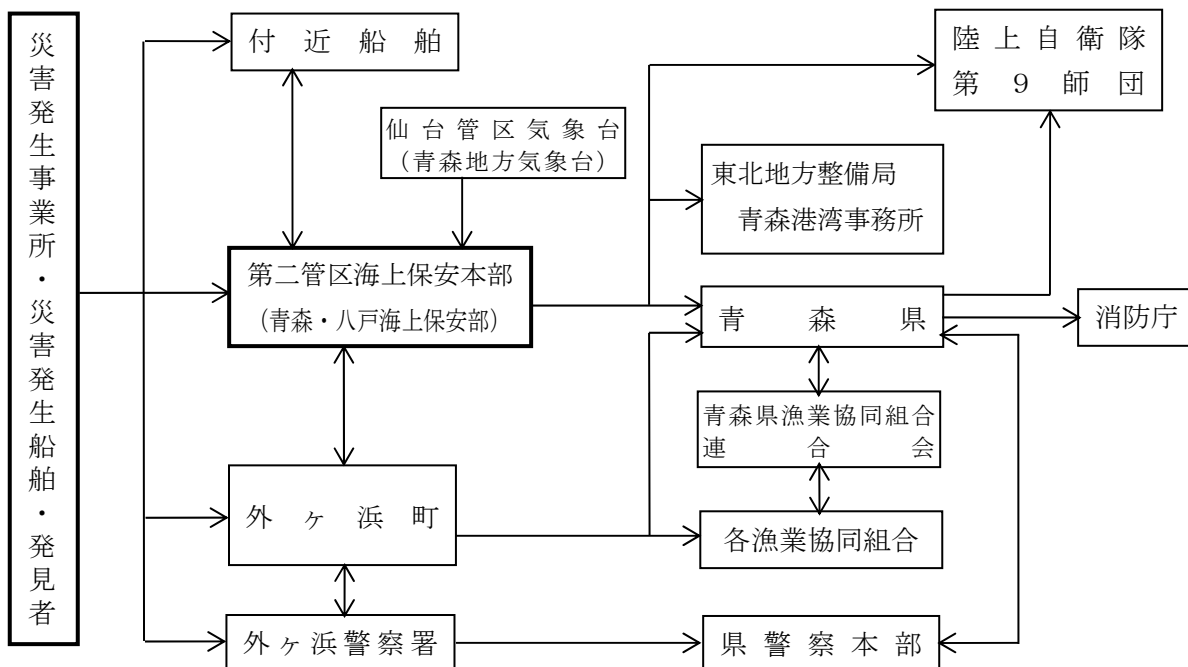 災害発生事業所・災害発生船舶・発見者
付近船舶
仙台管区気象台
（青森地方気象台）
第二管区海上保安本部
（青森・八戸海上保安部）
外ヶ浜町
外ヶ浜警察署
陸上自衛隊
第９師団
東北地方整備局
青森港湾事務所
青森県
消防庁
青森県漁業協同組合
連合会
各漁業協同組合
県警察本部